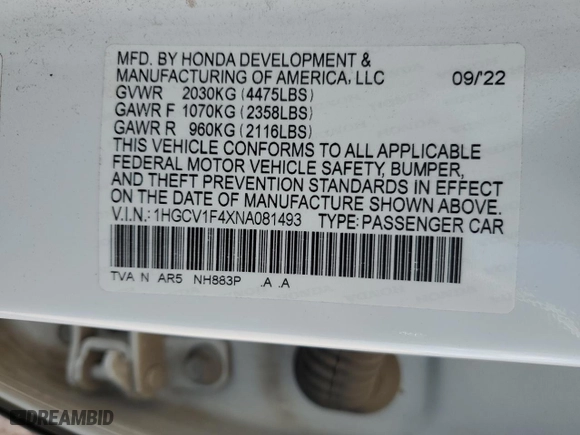 MFD. BY HONDA DEVELOPMENT &
MANUFACTURING OF AMERICA, LLC 09/22
GVWR 2030KG (4475LBS)
GAWR F 1070KG (2358LBS)
GAWR R 960KG (2116LBS)
THIS VEHICLE CONFORMS TO ALL APPLICABLE
FEDERAL MOTOR VEHICLE SAFETY, BUMPER,
AND THEFT PREVENTION STANDARDS IN EFFECT
ON THE DATE OF MANUFACTURE SHOWN ABOVE.
V.I.N.: 1HGCV1F4XNA081493 TYPE: PASSENGER CAR
TVA N AR5 NH883P .A .A
DREAMBID